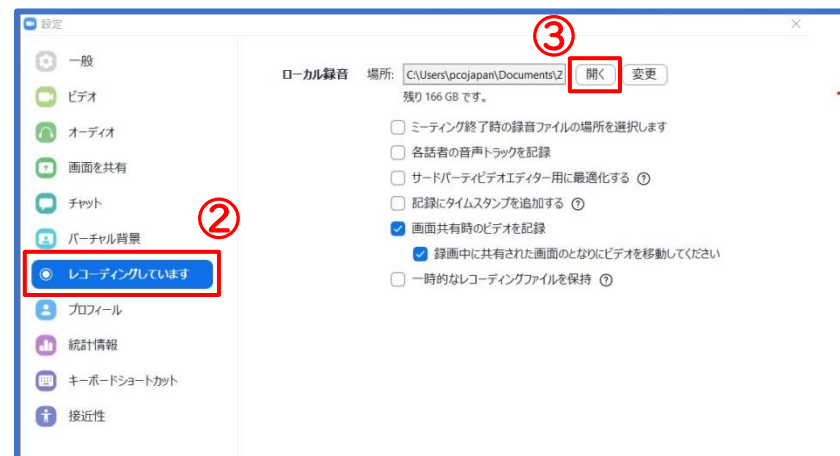 設定
一般
ビデオ
オーディオ
画面を共有
チャット
バーチャル背景
②
レコーディングしています
プロフィール
統計情報
キーボードショートカット
接近性
③
ローカル録音 場所: C:\Users\pcojapan\Documents\Z 開く 変更
残り 166 GB です。
ミーティング終了時の録音ファイルの場所を選択します
各話者の音声トラックを記録
サードパーティビデオエディター用に最適化する ?
記録にタイムスタンプを追加する ?
画面共有時のビデオを記録
録画中に共有された画面のとなりにビデオを移動してください
一時的なレコーディングファイルを保持 ?